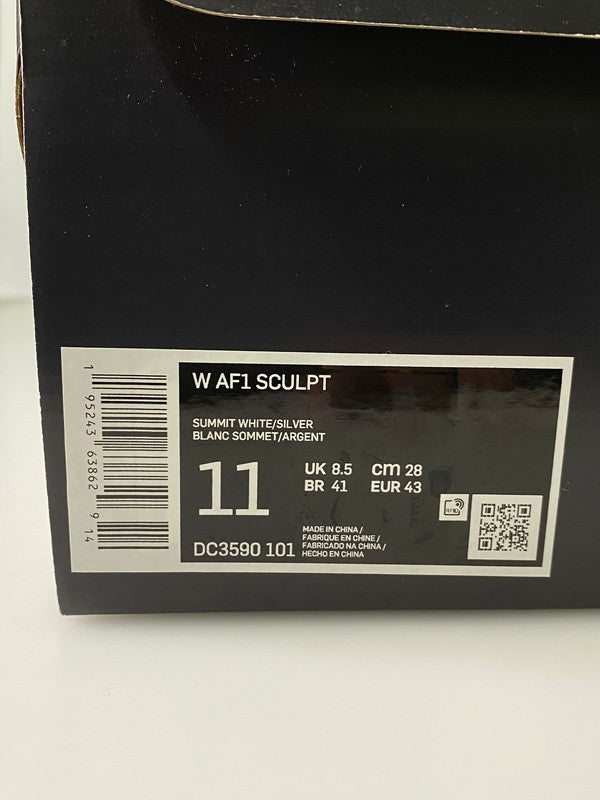 1 95243 63862 9 14
W AF1 SCULPT
SUMMIT WHITE/SILVER
BLANC SOMMET/ARGENT
11
UK 8.5 cm 28
BR 41 EUR 43
DC3590 101
MADE IN CHINA /
FABRIQUE EN CHINE /
FABRICADO NA CHINA /
HECHO EN CHINA
RFID